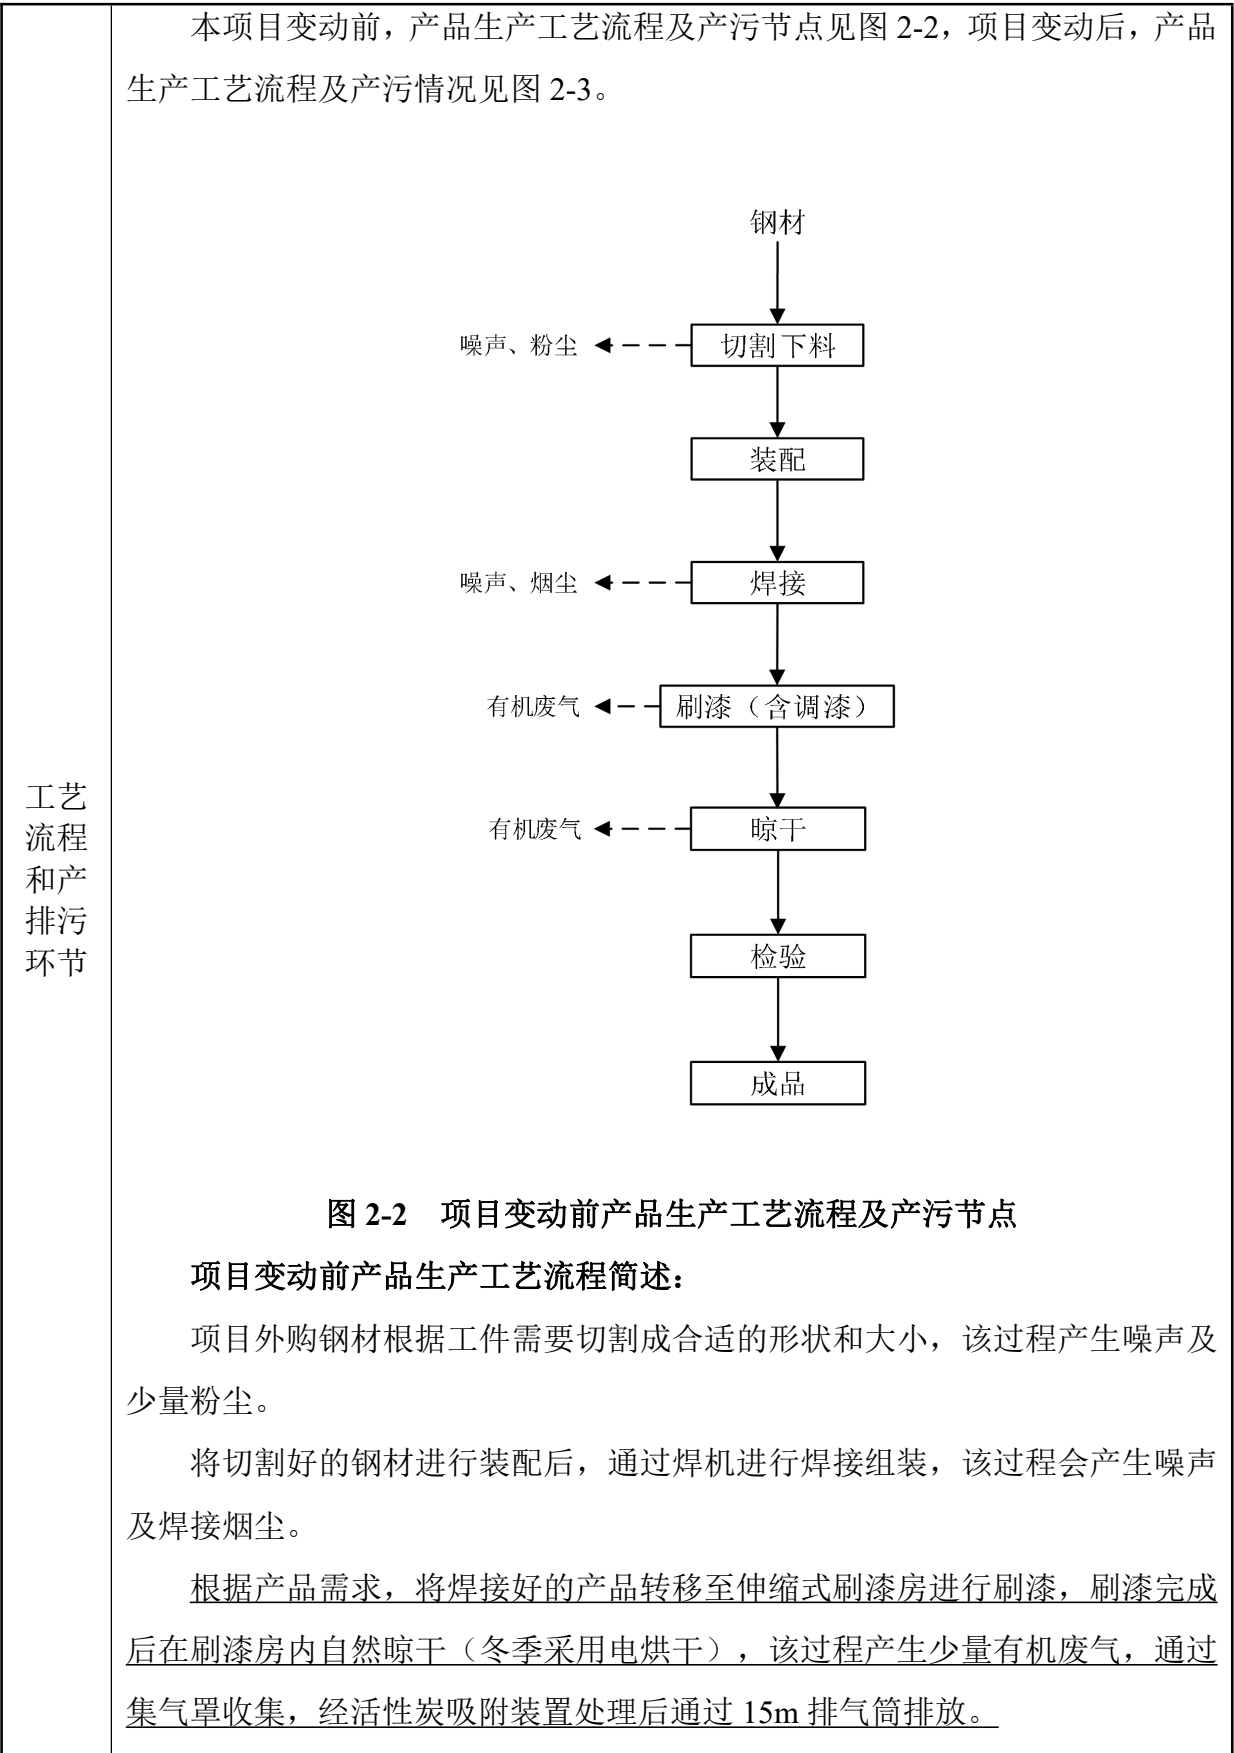 本项目变动前，产品生产工艺流程及产污节点见图 2-2，项目变动后，产品
生产工艺流程及产污情况见图 2-3。
钢材
噪声、粉尘
切割下料
装配
噪声、烟尘
焊接
有机废气
刷漆（含调漆）
有机废气
晾干
检验
成品
工艺
流程
和产
排污
环节
图 2-2 项目变动前产品生产工艺流程及产污节点
项目变动前产品生产工艺流程简述：
项目外购钢材根据工件需要切割成合适的形状和大小，该过程产生噪声及
少量粉尘。
将切割好的钢材进行装配后，通过焊机进行焊接组装，该过程会产生噪声
及焊接烟尘。
根据产品需求，将焊接好的产品转移至伸缩式刷漆房进行刷漆，刷漆完成
后在刷漆房内自然晾干（冬季采用电烘干），该过程产生少量有机废气，通过
集气罩收集，经活性炭吸附装置处理后通过 15m 排气筒排放。